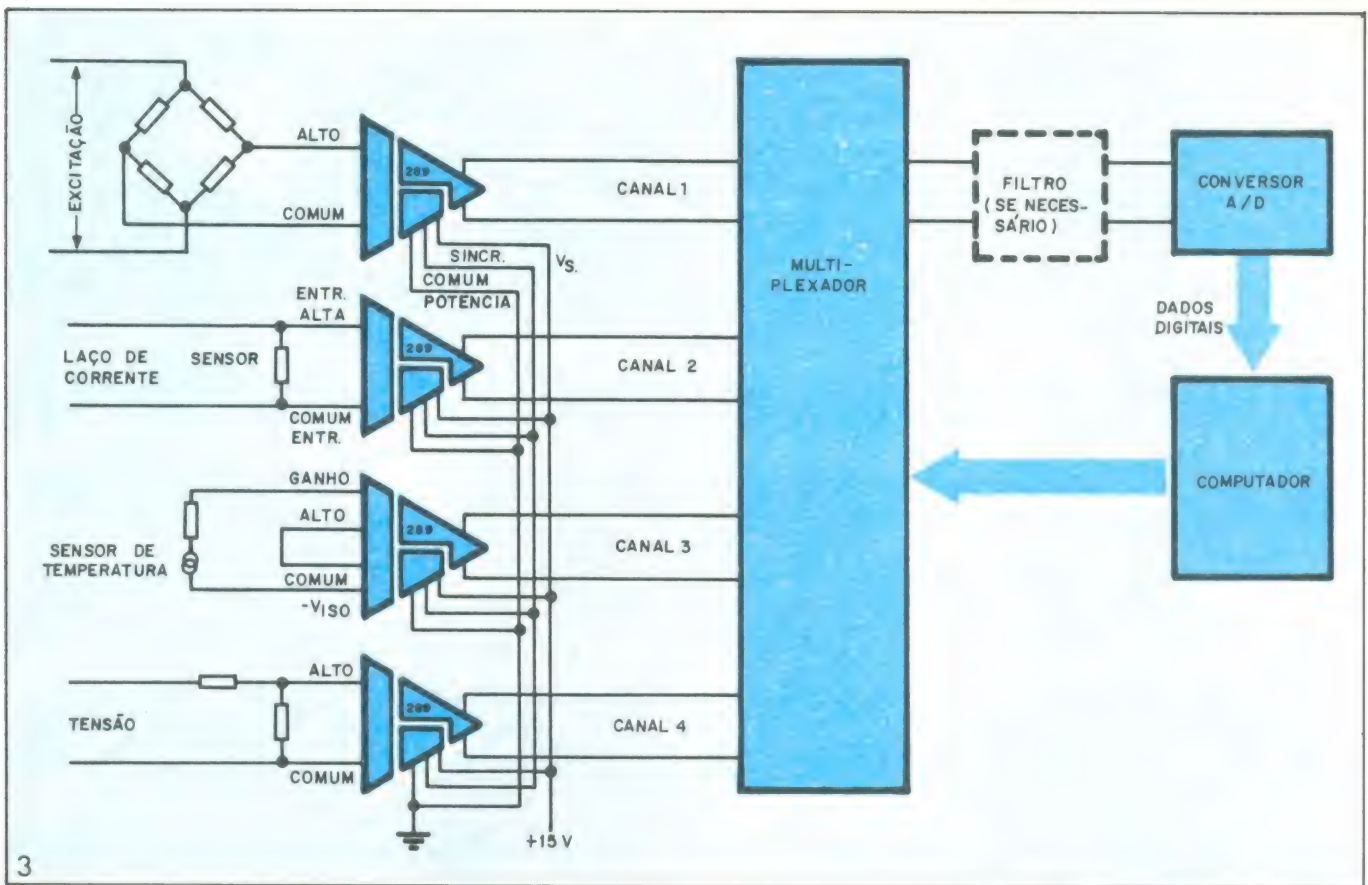 EXCITAÇÃO
ALTO
COMUM
289
SINCR.
COMUM
POTENCIA
VS.
CANAL 1
ENTR.
ALTA
LAÇO DE
CORRENTE
SENSOR
COMUM
ENTR.
289
CANAL 2
GANHO
ALTO
SENSOR DE
TEMPERATURA
COMUM
-VISO
289
CANAL 3
ALTO
TENSÃO
COMUM
289
CANAL 4
+15 V
MULTI-
PLEXADOR
FILTRO
(SE NECES-
SÁRIO)
CONVERSOR
A/D
DADOS
DIGITAIS
COMPUTADOR
3